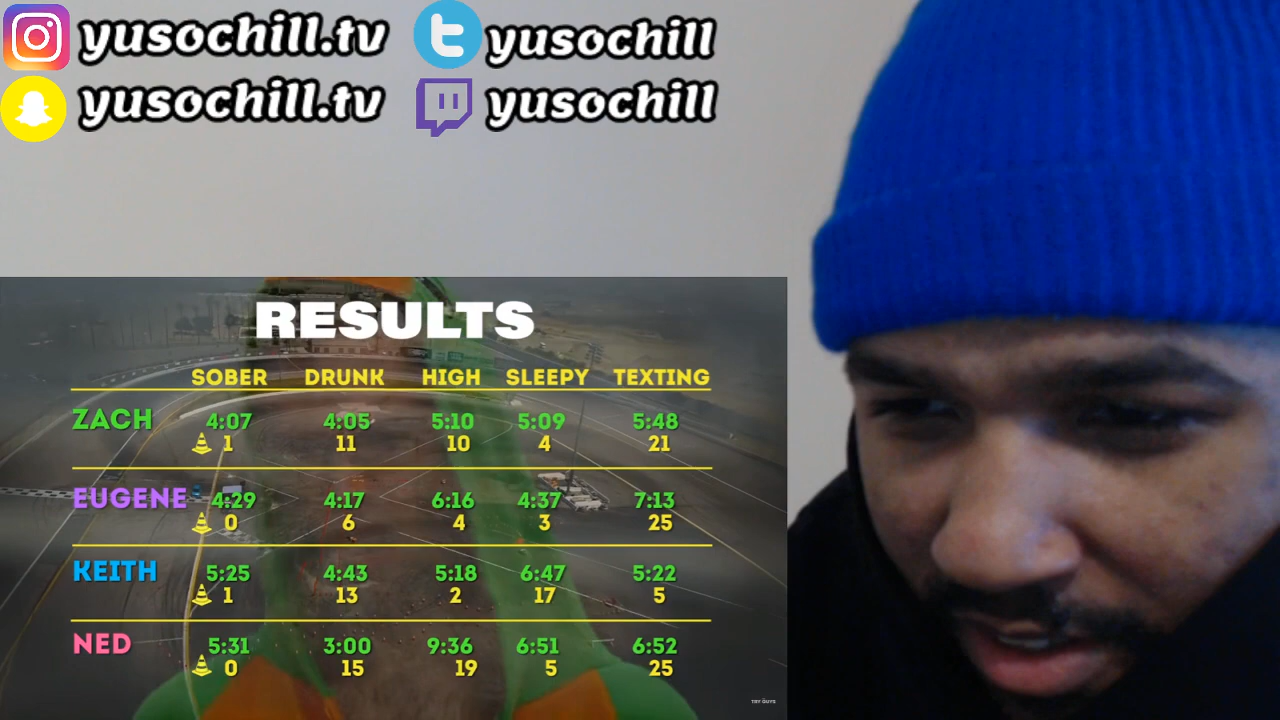 yusochill.tv yusochill
yusochill.tv yusochill
RESULTS
SOBER DRUNK HIGH SLEEPY TEXTING
ZACH 4:07 4:05 5:10 5:09 5:48
1 11 10 4 21
EUGENE 4:29 4:17 6:16 4:37 7:13
0 6 4 3 25
KEITH 5:25 4:43 5:18 6:47 5:22
1 13 2 17 5
NED 5:31 3:00 9:36 6:51 6:52
0 15 19 5 25
TRY GUYS